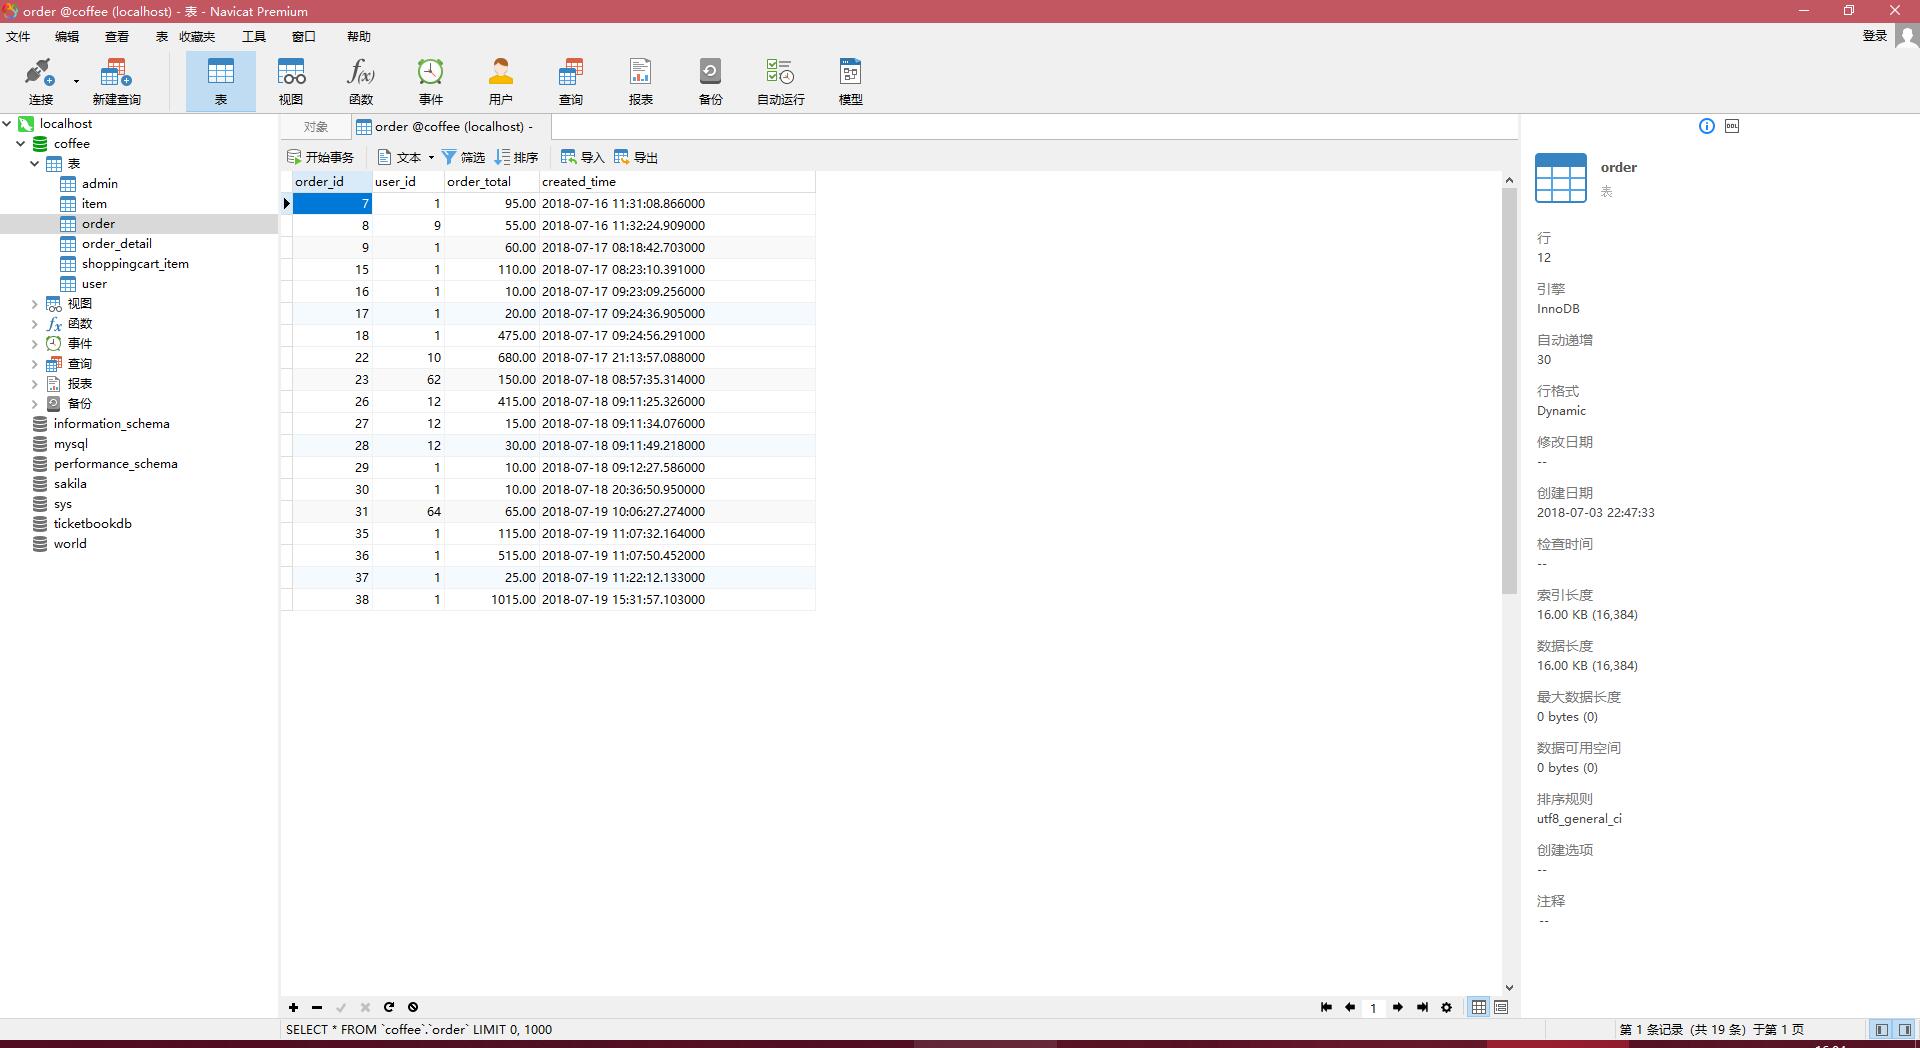 order @coffee (localhost) - 表 - Navicat Premium
文件 编辑 查看 表 收藏夹 工具 窗口 帮助 登录
连接 新建查询 表 视图 函数 事件 用户 查询 报表 备份 自动运行 模型
localhost
coffee
表
admin
item
order
order_detail
shoppingcart_item
user
视图
函数
事件
查询
报表
备份
information_schema
mysql
performance_schema
sakila
sys
ticketbookdb
world
对象 order @coffee (localhost) -
开始事务 文本 筛选 排序 导入 导出
order_id user_id order_total created_time
7 1 95.00 2018-07-16 11:31:08.866000
8 9 55.00 2018-07-16 11:32:24.909000
9 1 60.00 2018-07-17 08:18:42.703000
15 1 110.00 2018-07-17 08:23:10.391000
16 1 10.00 2018-07-17 09:23:09.256000
17 1 20.00 2018-07-17 09:24:36.905000
18 1 475.00 2018-07-17 09:24:56.291000
22 10 680.00 2018-07-17 21:13:57.088000
23 62 150.00 2018-07-18 08:57:35.314000
26 12 415.00 2018-07-18 09:11:25.326000
27 12 15.00 2018-07-18 09:11:34.076000
28 12 30.00 2018-07-18 09:11:49.218000
29 1 10.00 2018-07-18 09:12:27.586000
30 1 10.00 2018-07-18 20:36:50.950000
31 64 65.00 2018-07-19 10:06:27.274000
35 1 115.00 2018-07-19 11:07:32.164000
36 1 515.00 2018-07-19 11:07:50.452000
37 1 25.00 2018-07-19 11:22:12.133000
38 1 1015.00 2018-07-19 15:31:57.103000
1
SELECT * FROM `coffee`.`order` LIMIT 0, 1000
第 1 条记录 (共 19 条) 于第 1 页
DDL
order
表
行
12
引擎
InnoDB
自动递增
30
行格式
Dynamic
修改日期
--
创建日期
2018-07-03 22:47:33
检查时间
--
索引长度
16.00 KB (16,384)
数据长度
16.00 KB (16,384)
最大数据长度
0 bytes (0)
数据可用空间
0 bytes (0)
排序规则
utf8_general_ci
创建选项
--
注释
--